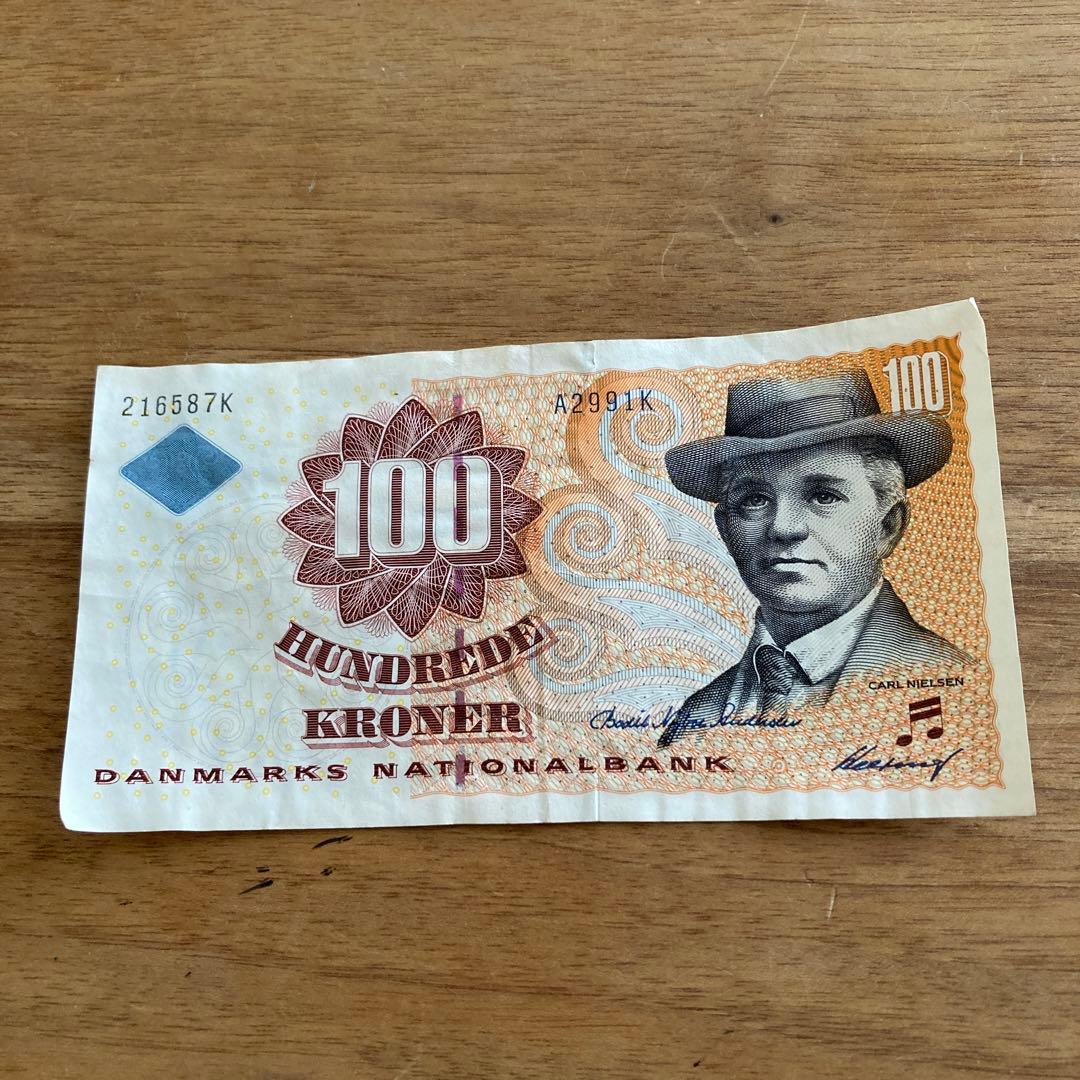 216587K
A2991K
100
100
HUNDREDE
KRONER
CARL NIELSEN
DANMARKS NATIONALBANK